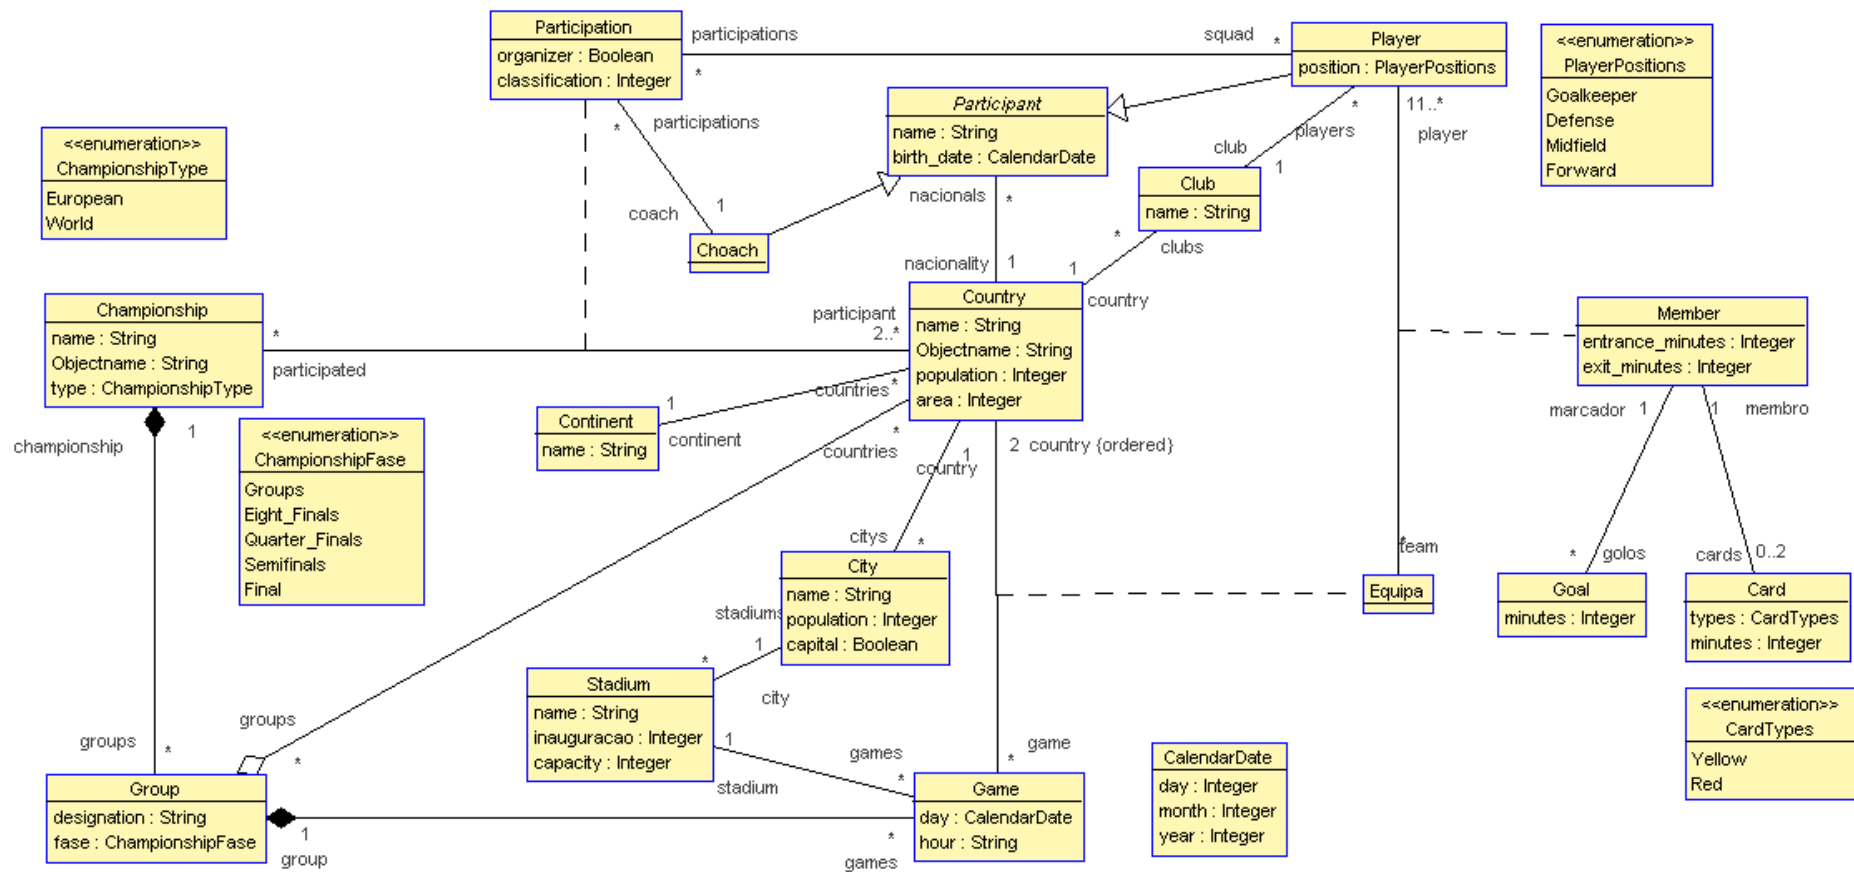 Participation
organizer : Boolean
classification : Integer
participations
squad
*
*
Player
position : PlayerPositions
<<enumeration>>
PlayerPositions
Goalkeeper
Defense
Midfield
Forward
*
participations
Participant
name : String
birth_date : CalendarDate
*
players
11..*
player
club
1
<<enumeration>>
ChampionshipType
European
World
coach
1
Choach
nacionals
*
Club
name : String
*
clubs
nacionality
1
1
country
Championship
name : String
Objectname : String
type : ChampionshipType
*
participated
participant
2..*
Country
name : String
Objectname : String
population : Integer
area : Integer
Member
entrance_minutes : Integer
exit_minutes : Integer
championship
1
<<enumeration>>
ChampionshipFase
Groups
Eight_Finals
Quarter_Finals
Semifinals
Final
Continent
name : String
1
continent
countries
*
*
countries
1
country
2
country {ordered}
marcador
1
1
membro
citys
*
City
name : String
population : Integer
capital : Boolean
*
team
Equipa
*
golos
cards
0..2
Goal
minutes : Integer
Card
types : CardTypes
minutes : Integer
stadiums
*
1
city
Stadium
name : String
inauguracao : Integer
capacity : Integer
1
stadium
games
*
game
*
<<enumeration>>
CardTypes
Yellow
Red
groups
*
groups
*
Group
designation : String
fase : ChampionshipFase
1
group
*
games
Game
day : CalendarDate
hour : String
CalendarDate
day : Integer
month : Integer
year : Integer